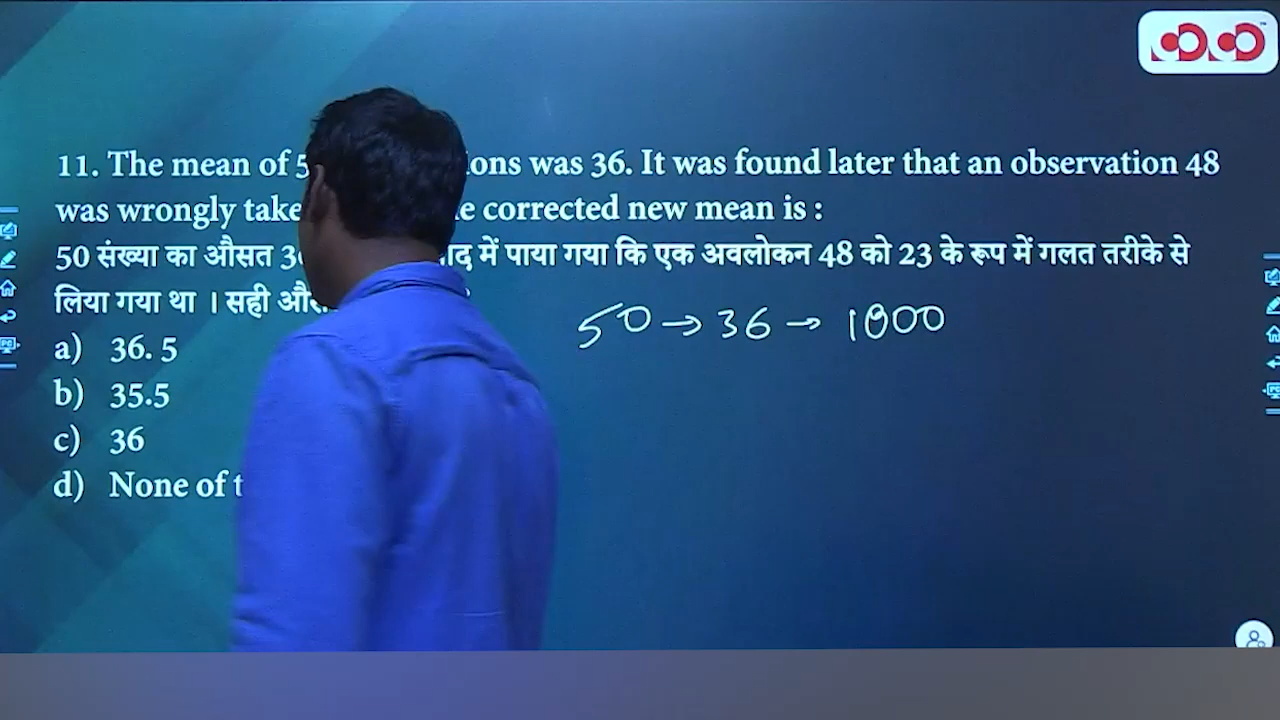 11. The mean of 5 ions was 36. It was found later that an observation 48
was wrongly take e corrected new mean is :
50 संख्या का औसत 3 में पाया गया कि एक अवलोकन 48 को 23 के रूप में गलत तरीके से
लिया गया था । सही
50 → 36 → 1800
a) 36. 5
b) 35.5
c) 36
d) None of t